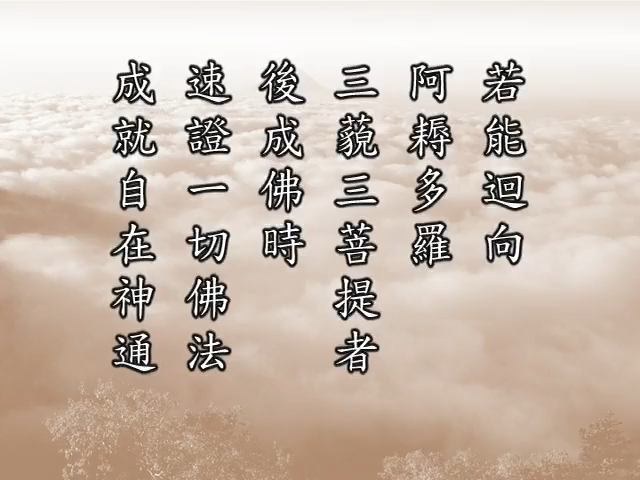 若能迴向
阿耨多羅
三藐三菩提者
後成佛時
速證一切佛法
成就自在神通